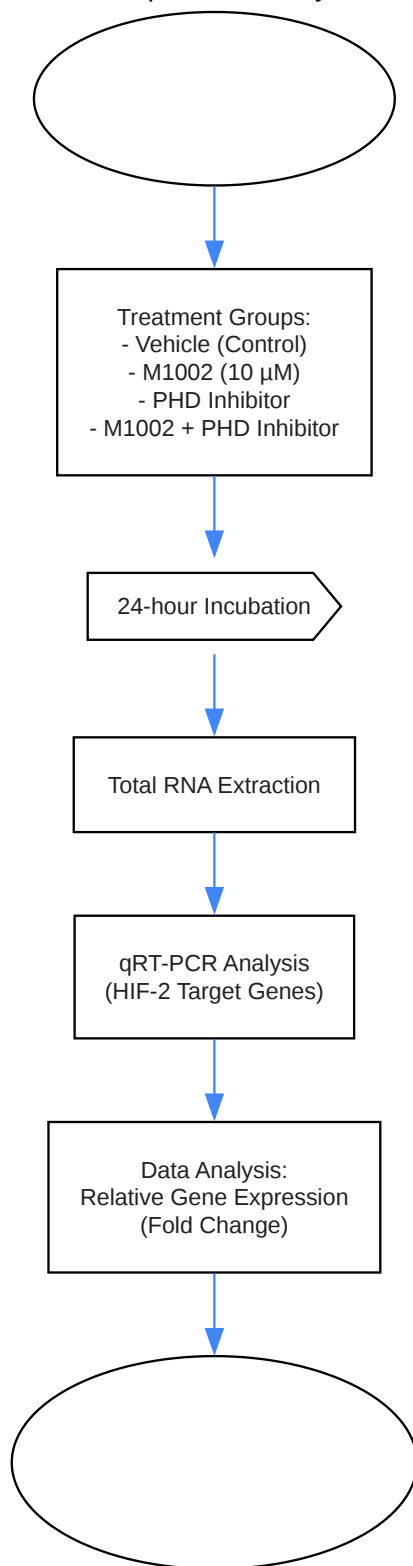 Treatment Groups:
- Vehicle (Control)
- M1002 (10 µM)
- PHD Inhibitor
- M1002 + PHD Inhibitor
24-hour Incubation
Total RNA Extraction
qRT-PCR Analysis
(HIF-2 Target Genes)
Data Analysis:
Relative Gene Expression
(Fold Change)